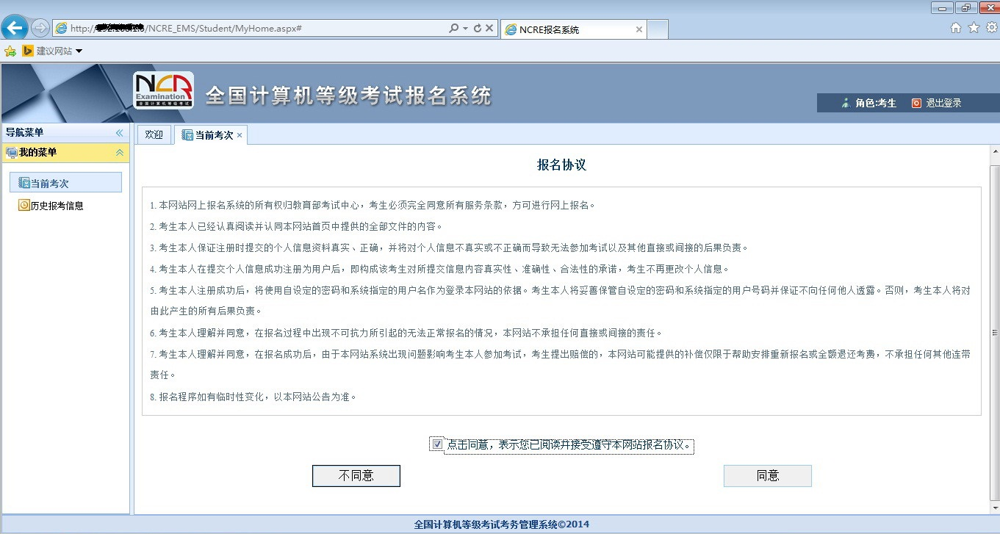 http://
/NCRE_EMS/Student/MyHome.aspx#
NCRE报名系统
建议网站
NCR
Examination
全国计算机等级考试
全国计算机等级考试报名系统
角色:考生 退出登录
导航菜单
欢迎 当前考次
我的菜单
当前考次
历史报考信息
报名协议
1. 本网站网上报名系统的所有权归教育部考试中心，考生必须完全同意所有服务条款，方可进行网上报名。
2. 考生本人已经认真阅读并认同本网站首页中提供的全部文件的内容。
3. 考生本人保证注册时提交的个人信息资料真实、正确，并将对个人信息不真实或不正确而导致无法参加考试以及其他直接或间接的后果负责。
4. 考生本人在提交个人信息成功注册为用户后，即构成该考生对所提交信息内容真实性、准确性、合法性的承诺，考生不再更改个人信息。
5. 考生本人注册成功后，将使用自设定的密码和系统指定的用户名作为登录本网站的依据。考生本人将妥善保管自设定的密码和系统指定的用户号码并保证不向任何他人透露。否则，考生本人将对
由此产生的所有后果负责。
6. 考生本人理解并同意，在报名过程中出现不可抗力所引起的无法正常报名的情况，本网站不承担任何直接或间接的责任。
7. 考生本人理解并同意，在报名成功后，由于本网站系统出现问题影响考生本人参加考试，考生提出赔偿的，本网站可能提供的补偿仅限于帮助安排重新报名或全额退还考费，不承担任何其他连带
责任。
8. 报名程序如有临时性变化，以本网站公告为准。
点击同意，表示您已阅读并接受遵守本网站报名协议。
不同意 同意
全国计算机等级考试考务管理系统©2014